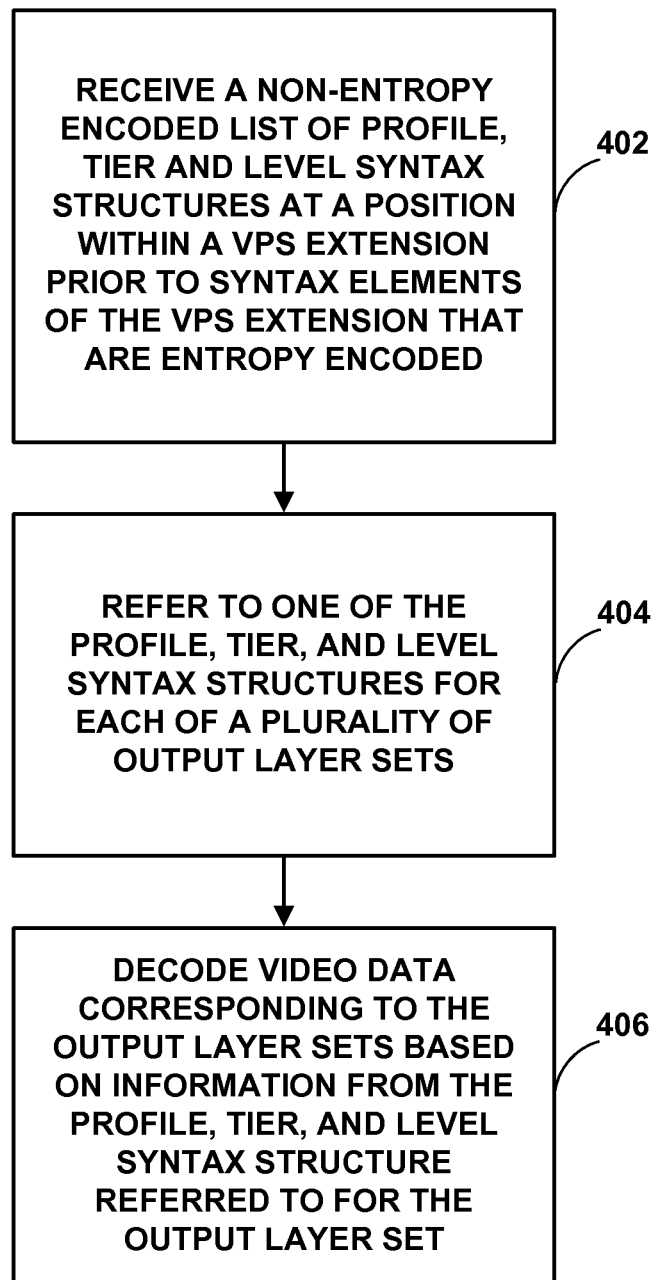 RECEIVE A NON-ENTROPY
ENCODED LIST OF PROFILE,
TIER AND LEVEL SYNTAX
STRUCTURES AT A POSITION
WITHIN A VPS EXTENSION
PRIOR TO SYNTAX ELEMENTS
OF THE VPS EXTENSION THAT
ARE ENTROPY ENCODED
402
REFER TO ONE OF THE
PROFILE, TIER, AND LEVEL
SYNTAX STRUCTURES FOR
EACH OF A PLURALITY OF
OUTPUT LAYER SETS
404
DECODE VIDEO DATA
CORRESPONDING TO THE
OUTPUT LAYER SETS BASED
ON INFORMATION FROM THE
PROFILE, TIER, AND LEVEL
SYNTAX STRUCTURE
REFERRED TO FOR THE
OUTPUT LAYER SET
406